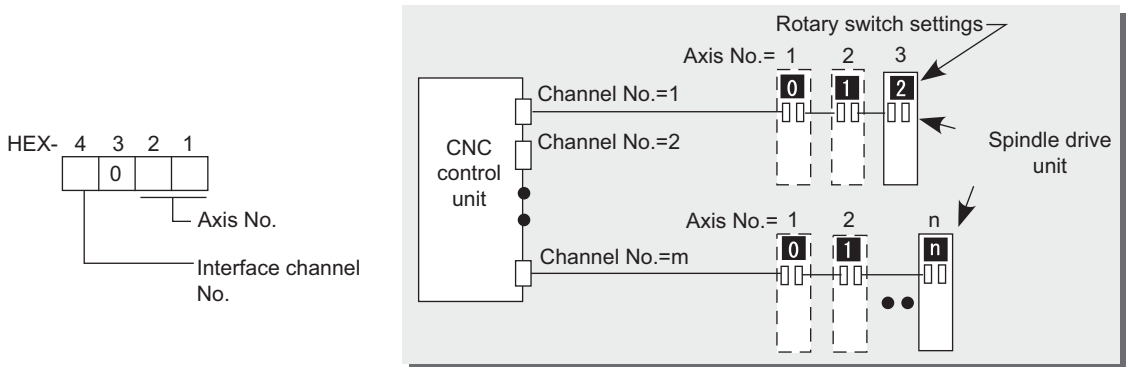 HEX- 4 3 2 1
0
Axis No.
Interface channel
No.
Rotary switch settings
Axis No.= 1 2 3
0 1 2
Channel No.=1
Channel No.=2
CNC
control
unit
Spindle drive
unit
Axis No.= 1 2 n
0 1 n
Channel No.=m